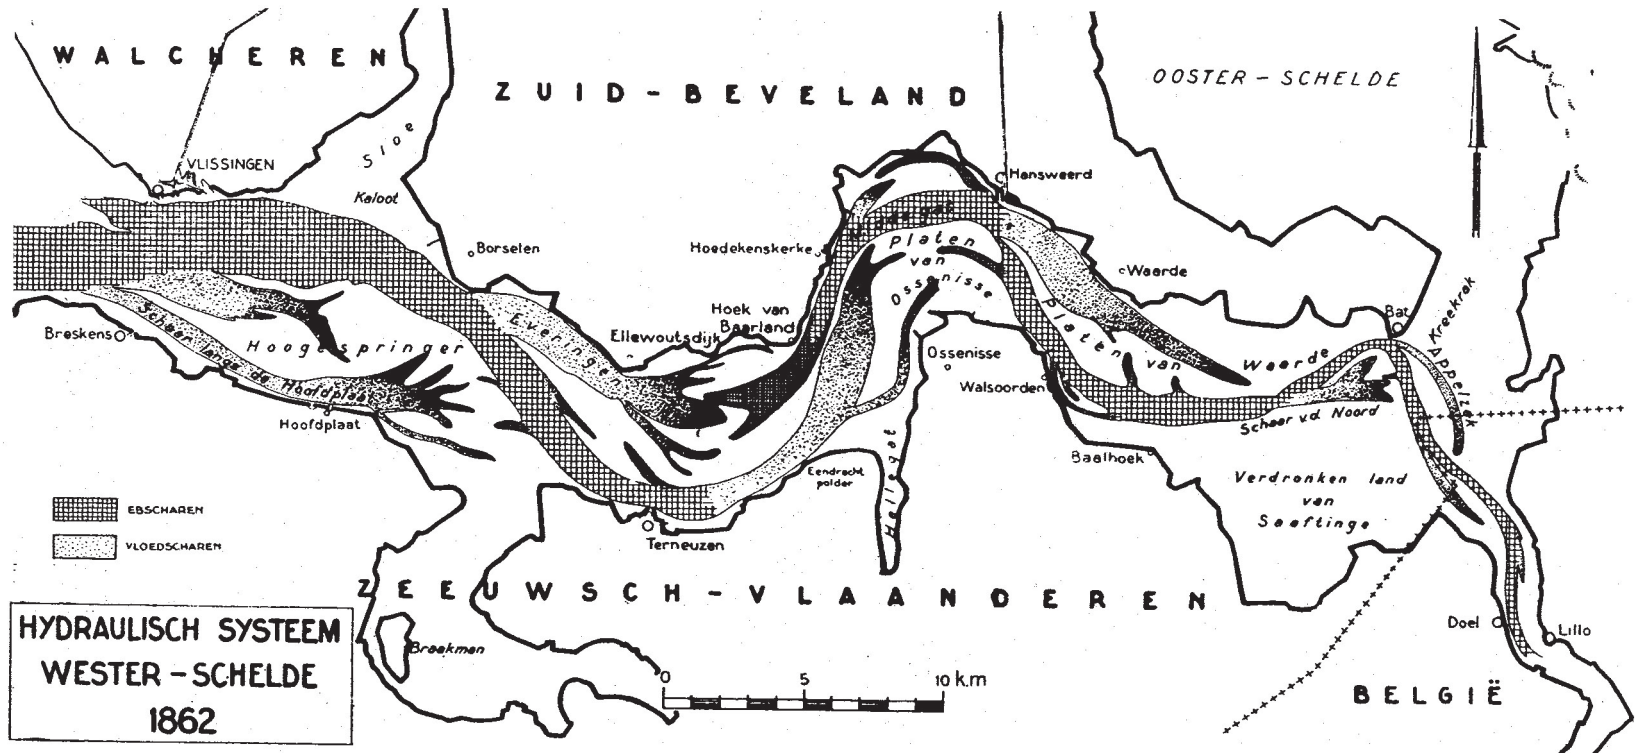 WALCHEREN
ZUID-BEVELAND
OOSTER-SCHELDE
Sloe
VLISSINGEN
Kaloot
Hansweerd
Borselen
Hoedekenskerke
Middelgat
Platen
van
Ossenisse
Waarde
Breskens
Schaar langs de Hoofdplaat
Hoogespringer
Everingen
Ellewoutsdijk
Hoek van
Baarland
Ossenisse
Walsoorden
Platen van Waarde
Bat
Kreekrak
Appelzak
Schaar v.d. Noord
Hoofdplaat
Baalhoek
Eendracht
polder
Hellegat
Verdronken land
van
Saaftinge
EBSCHAREN
VLOEDSCHAREN
Terneuzen
ZEEUWSCH-VLAANDEREN
HYDRAULISCH SYSTEEM
WESTER-SCHELDE
1862
Braakman
0 5 10 k.m
Doel
Lillo
BELGIË